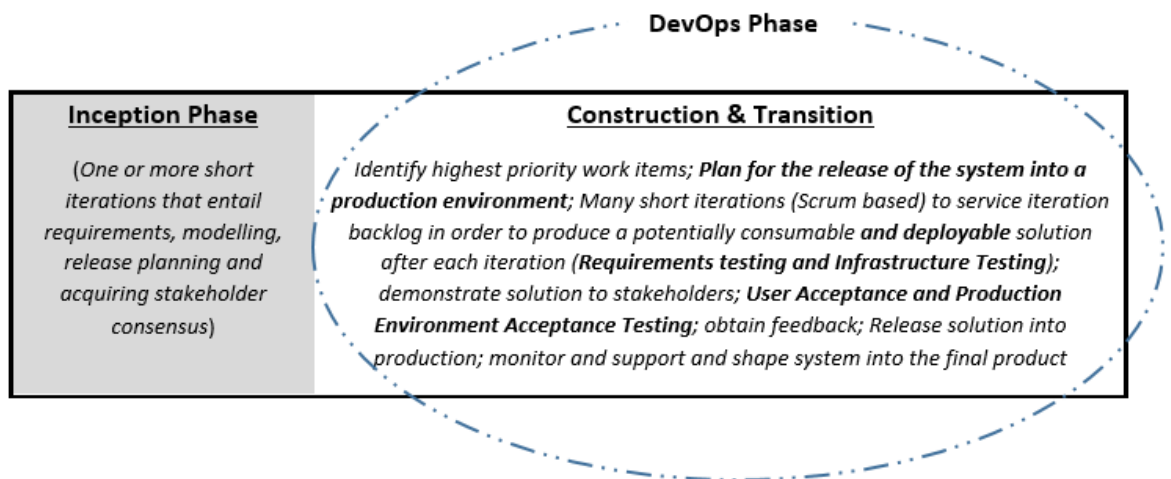 DevOps Phase
Inception Phase
(One or more short
iterations that entail
requirements, modelling,
release planning and
acquiring stakeholder
consensus)
Construction & Transition
Identify highest priority work items; Plan for the release of the system into a
production environment; Many short iterations (Scrum based) to service iteration
backlog in order to produce a potentially consumable and deployable solution
after each iteration (Requirements testing and Infrastructure Testing);
demonstrate solution to stakeholders; User Acceptance and Production
Environment Acceptance Testing; obtain feedback; Release solution into
production; monitor and support and shape system into the final product